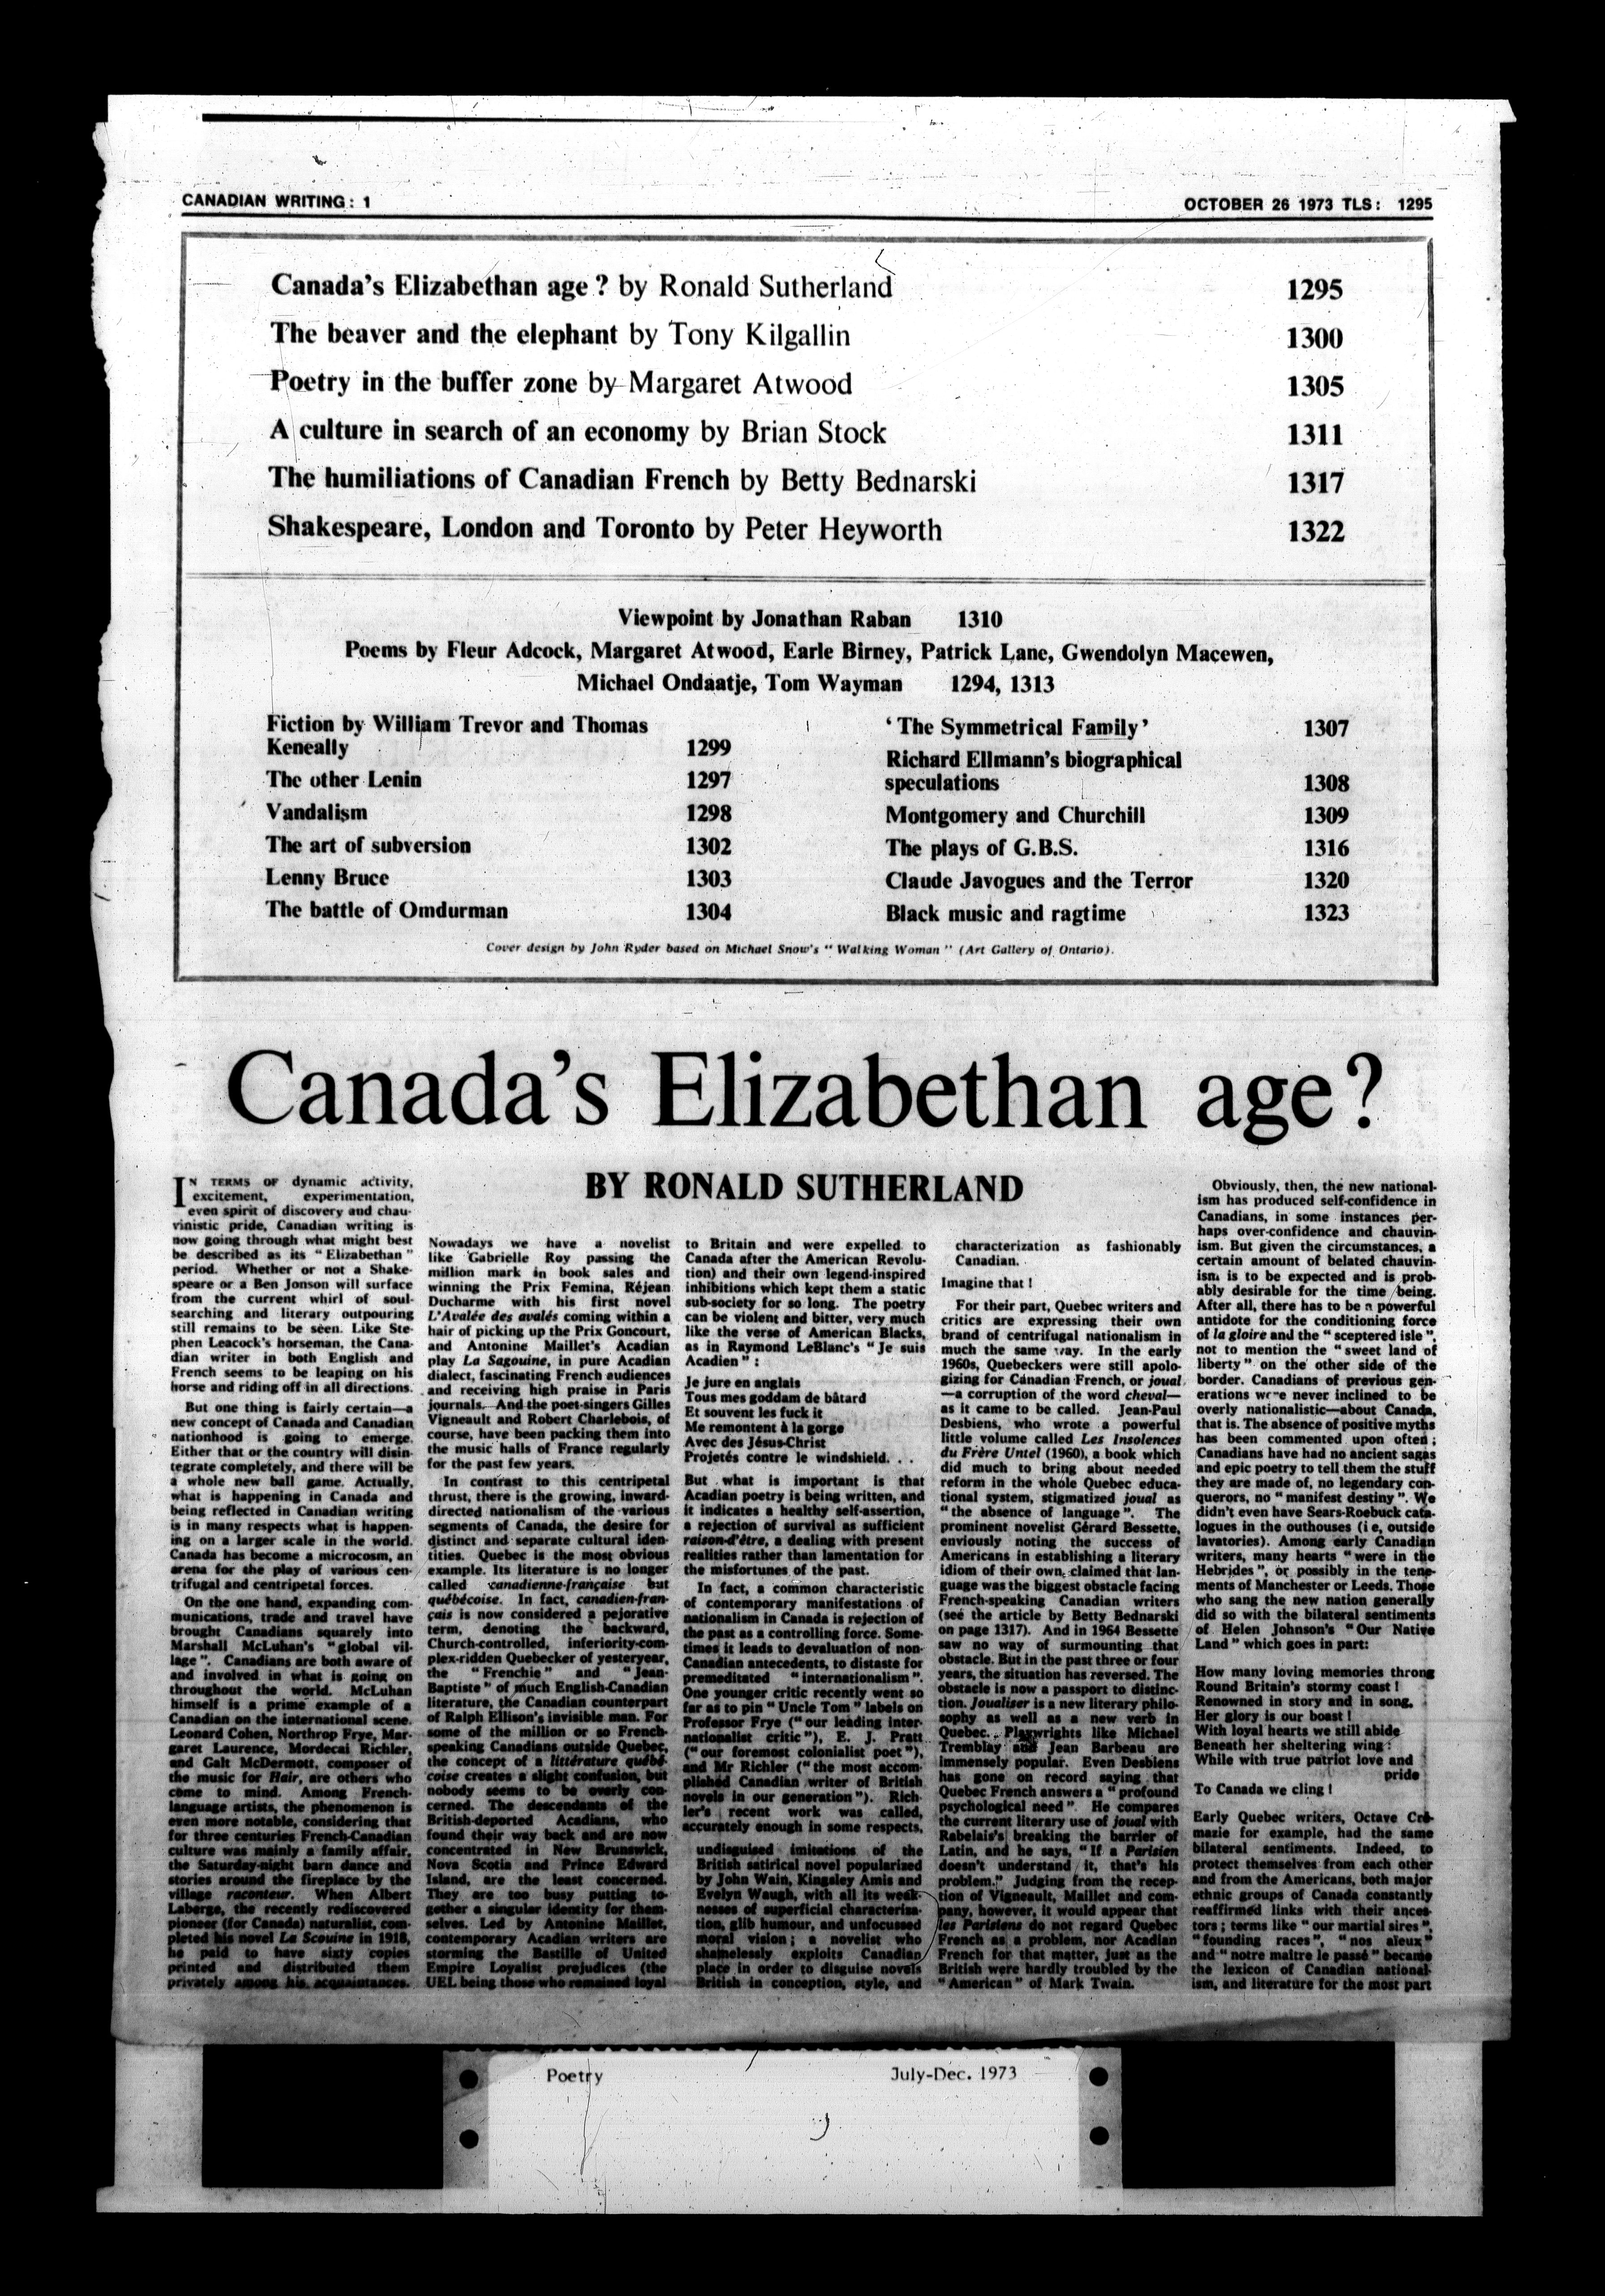 CANADIAN WRITING: 1
OCTOBER 26 1973 TLS: 1295
Canada's Elizabethan age ? by Ronald Sutherland 1295
The beaver and the elephant by Tony Kilgallin 1300
Poetry in the buffer zone by Margaret Atwood 1305
A culture in search of an economy by Brian Stock 1311
The humiliations of Canadian French by Betty Bednarski 1317
Shakespeare, London and Toronto by Peter Heyworth 1322
Viewpoint by Jonathan Raban 1310
Poems by Fleur Adcock, Margaret Atwood, Earle Birney, Patrick Lane, Gwendolyn Macewen,
Michael Ondaatje, Tom Wayman 1294, 1313
Fiction by William Trevor and Thomas
Keneally 1299
The other Lenin 1297
Vandalism 1298
The art of subversion 1302
Lenny Bruce 1303
The battle of Omdurman 1304
' The Symmetrical Family ' 1307
Richard Ellmann's biographical
speculations 1308
Montgomery and Churchill 1309
The plays of G.B.S. 1316
Claude Javogues and the Terror 1320
Black music and ragtime 1323
Cover design by John Ryder based on Michael Snow's " Walking Woman " (Art Gallery of Ontario).
Canada's Elizabethan age?
BY RONALD SUTHERLAND
IN TERMS OF dynamic activity,
excitement, experimentation,
even spirit of discovery and chau-
vinistic pride, Canadian writing is
now going through what might best
be described as its " Elizabethan "
period. Whether or not a Shake-
speare or a Ben Jonson will surface
from the current whirl of soul-
searching and literary outpouring
still remains to be seen. Like Ste-
phen Leacock's horseman, the Cana-
dian writer in both English and
French seems to be leaping on his
horse and riding off in all directions.
But one thing is fairly certain—a
new concept of Canada and Canadian
nationhood is going to emerge.
Either that or the country will disin-
tegrate completely, and there will be
a whole new ball game. Actually,
what is happening in Canada and
being reflected in Canadian writing
is in many respects what is happen-
ing on a larger scale in the world.
Canada has become a microcosm, an
arena for the play of various cen-
trifugal and centripetal forces.
On the one hand, expanding com-
munications, trade and travel have
brought Canadians squarely into
Marshall McLuhan's " global vil-
lage ". Canadians are both aware of
and involved in what is going on
throughout the world. McLuhan
himself is a prime example of a
Canadian on the international scene.
Leonard Cohen, Northrop Frye, Mar-
garet Laurence, Mordecai Richler,
and Galt McDermott, composer of
the music for Hair, are others who
come to mind. Among French-
language artists, the phenomenon is
even more notable, considering that
for three centuries French-Canadian
culture was mainly a family affair,
the Saturday-night barn dance and
stories around the fireplace by the
village raconteur. When Albert
Laberge, the recently rediscovered
pioneer (for Canada) naturalist, com-
pleted his novel La Scouine in 1918,
he paid to have sixty copies
printed and distributed them
privately among his acquaintances.
Nowadays we have a novelist
like Gabrielle Roy passing the
million mark in book sales and
winning the Prix Femina, Réjean
Ducharme with his first novel
L'Avalée des avalés coming within a
hair of picking up the Prix Goncourt,
and Antonine Maillet's Acadian
play La Sagouine, in pure Acadian
dialect, fascinating French audiences
and receiving high praise in Paris
journals. And the poet-singers Gilles
Vigneault and Robert Charlebois, of
course, have been packing them into
the music halls of France regularly
for the past few years.
In contrast to this centripetal
thrust, there is the growing, inward-
directed nationalism of the various
segments of Canada, the desire for
distinct and separate cultural iden-
tities. Quebec is the most obvious
example. Its literature is no longer
called canadienne-française but
québécoise. In fact, canadien-fran-
çais is now considered a pejorative
term, denoting the backward,
Church-controlled, inferiority-com-
plex-ridden Quebecker of yesteryear,
the " Frenchie " and " Jean-
Baptiste " of much English-Canadian
literature, the Canadian counterpart
of Ralph Ellison's invisible man. For
some of the million or so French-
speaking Canadians outside Quebec,
the concept of a littérature québé-
coise creates a slight confusion, but
nobody seems to be overly con-
cerned. The descendants of the
British-deported Acadians, who
found their way back and are now
concentrated in New Brunswick,
Nova Scotia and Prince Edward
Island, are the least concerned.
They are too busy putting to-
gether a singular identity for them-
selves. Led by Antonine Maillet,
contemporary Acadian writers are
storming the Bastille of United
Empire Loyalist prejudices (the
UEL being those who remained loyal
to Britain and were expelled to
Canada after the American Revolu-
tion) and their own legend-inspired
inhibitions which kept them a static
sub-society for so long. The poetry
can be violent and bitter, very much
like the verse of American Blacks,
as in Raymond LeBlanc's " Je suis
Acadien " :
Je jure en anglais
Tous mes goddam de bâtard
Et souvent les fuck it
Me remontent à la gorge
Avec des Jésus-Christ
Projetés contre le windshield. . .
But what is important is that
Acadian poetry is being written, and
it indicates a healthy self-assertion,
a rejection of survival as sufficient
raison-d'être, a dealing with present
realities rather than lamentation for
the misfortunes of the past.
In fact, a common characteristic
of contemporary manifestations of
nationalism in Canada is rejection of
the past as a controlling force. Some-
times it leads to devaluation of non-
Canadian antecedents, to distaste for
premeditated " internationalism ".
One younger critic recently went so
far as to pin " Uncle Tom " labels on
Professor Frye (" our leading inter-
nationalist critic "), E. J. Pratt
(" our foremost colonialist poet "),
and Mr Richler (" the most accom-
plished Canadian writer of British
novels in our generation "). Rich-
ler's recent work was called,
accurately enough in some respects,
undisguised imitations of the
British satirical novel popularized
by John Wain, Kingsley Amis and
Evelyn Waugh, with all its weak-
nesses of superficial characterisa-
tion, glib humour, and unfocussed
moral vision ; a novelist who
shamelessly exploits Canadian
place in order to disguise novels
British in conception, style, and
characterization as fashionably
Canadian.
Imagine that !
For their part, Quebec writers and
critics are expressing their own
brand of centrifugal nationalism in
much the same way. In the early
1960s, Quebeckers were still apolo-
gizing for Canadian French, or joual
—a corruption of the word cheval—
as it came to be called. Jean-Paul
Desbiens, who wrote a powerful
little volume called Les Insolences
du Frère Untel (1960), a book which
did much to bring about needed
reform in the whole Quebec educa-
tional system, stigmatized joual as
" the absence of language ". The
prominent novelist Gérard Bessette,
enviously noting the success of
Americans in establishing a literary
idiom of their own, claimed that lan-
guage was the biggest obstacle facing
French-speaking Canadian writers
(see the article by Betty Bednarski
on page 1317). And in 1964 Bessette
saw no way of surmounting that
obstacle. But in the past three or four
years, the situation has reversed. The
obstacle is now a passport to distinc-
tion. Joualiser is a new literary philo-
sophy as well as a new verb in
Quebec. Playwrights like Michael
Tremblay and Jean Barbeau are
immensely popular. Even Desbiens
has gone on record saying that
Quebec French answers a " profound
psychological need ". He compares
the current literary use of joual with
Rabelais's breaking the barrier of
Latin, and he says, " If a Parisien
doesn't understand it, that's his
problem." Judging from the recep-
tion of Vigneault, Maillet and com-
pany, however, it would appear that
les Parisiens do not regard Quebec
French as a problem, nor Acadian
French for that matter, just as the
British were hardly troubled by the
" American " of Mark Twain.
Obviously, then, the new national-
ism has produced self-confidence in
Canadians, in some instances per-
haps over-confidence and chauvin-
ism. But given the circumstances, a
certain amount of belated chauvin-
ism is to be expected and is prob-
ably desirable for the time being.
After all, there has to be a powerful
antidote for the conditioning force
of la gloire and the " sceptered isle ",
not to mention the " sweet land of
liberty " on the other side of the
border. Canadians of previous gen-
erations were never inclined to be
overly nationalistic—about Canada,
that is. The absence of positive myths
has been commented upon often ;
Canadians have had no ancient sagas
and epic poetry to tell them the stuff
they are made of, no legendary con-
querors, no " manifest destiny ". We
didn't even have Sears-Roebuck cata-
logues in the outhouses (i e, outside
lavatories). Among early Canadian
writers, many hearts " were in the
Hebrides ", or possibly in the tene-
ments of Manchester or Leeds. Those
who sang the new nation generally
did so with the bilateral sentiments
of Helen Johnson's " Our Native
Land " which goes in part:
How many loving memories throng
Round Britain's stormy coast !
Renowned in story and in song,
Her glory is our boast !
With loyal hearts we still abide
Beneath her sheltering wing :
While with true patriot love and
pride
To Canada we cling !
Early Quebec writers, Octave Cré-
mazie for example, had the same
bilateral sentiments. Indeed, to
protect themselves from each other
and from the Americans, both major
ethnic groups of Canada constantly
reaffirmed links with their ances-
tors ; terms like " our martial sires ",
" founding races ", " nos aïeux "
and " notre maître le passé " became
the lexicon of Canadian national-
ism, and literature for the most part
Poetry July-Dec. 1973